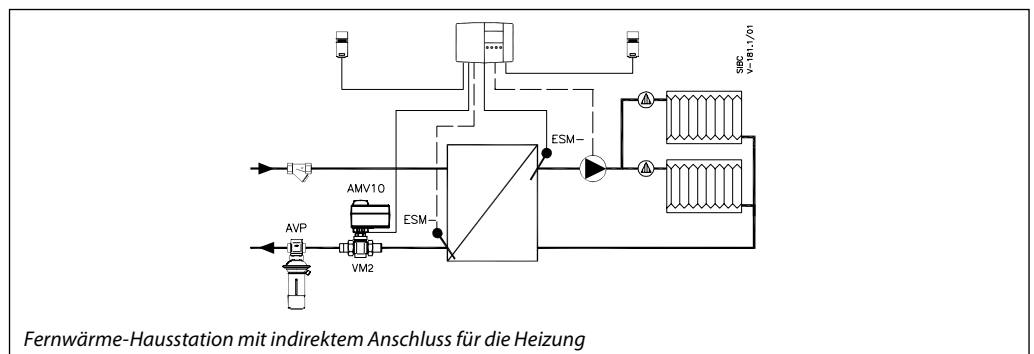 SIBC
V-181.1/01
ESM-
AMV10
ESM-
AVP
VM2
Fernwärme-Hausstation mit indirektem Anschluss für die Heizung